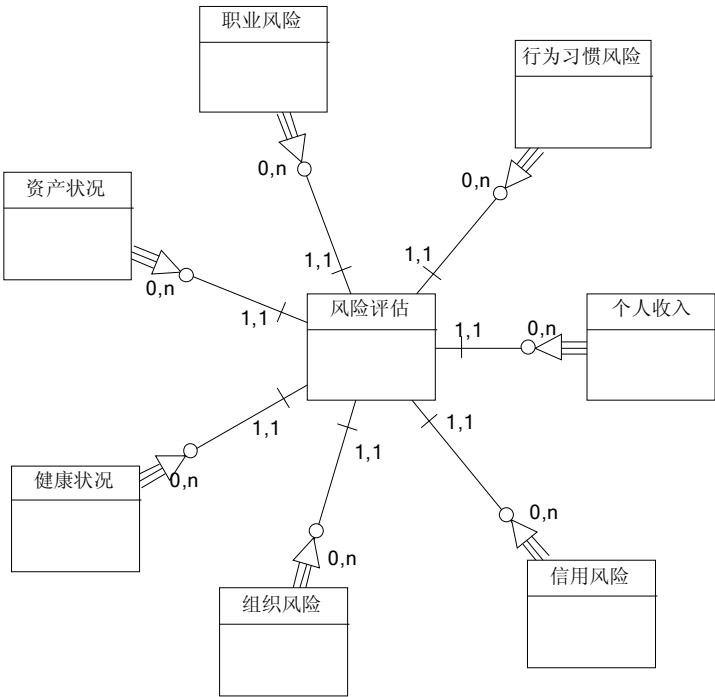 职业风险
行为习惯风险
0,n
0,n
资产状况
1,1
1,1
0,n
1,1
风险评估
1,1
0,n
个人收入
1,1
1,1
1,1
健康状况
0,n
0,n
0,n
组织风险
信用风险